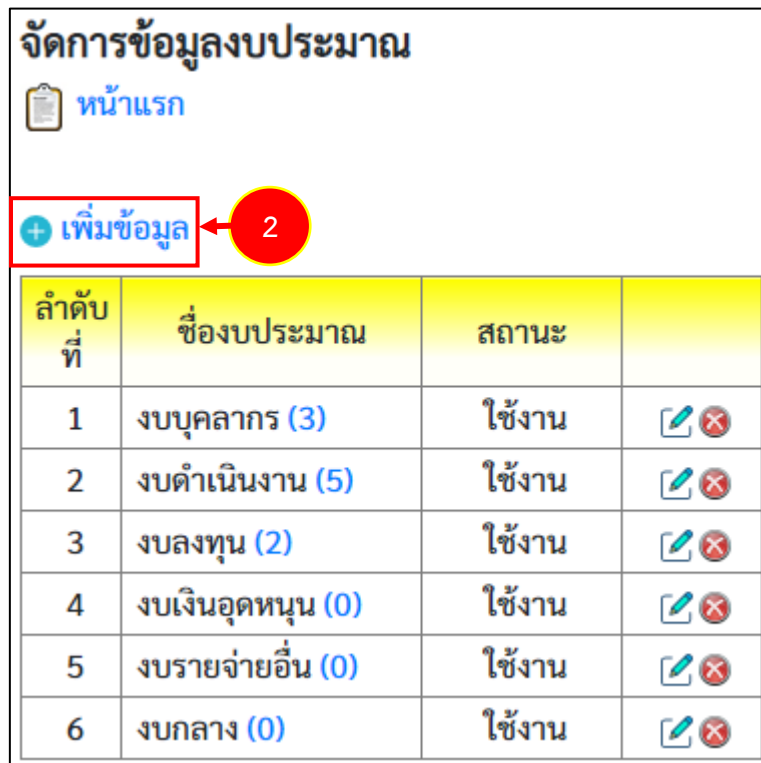 จัดการข้อมูลงบประมาณ
หน้าแรก
เพิ่มข้อมูล 2
ลำดับที่ ชื่องบประมาณ สถานะ
1 งบบุคลากร (3) ใช้งาน
2 งบดำเนินงาน (5) ใช้งาน
3 งบลงทุน (2) ใช้งาน
4 งบเงินอุดหนุน (0) ใช้งาน
5 งบรายจ่ายอื่น (0) ใช้งาน
6 งบกลาง (0) ใช้งาน